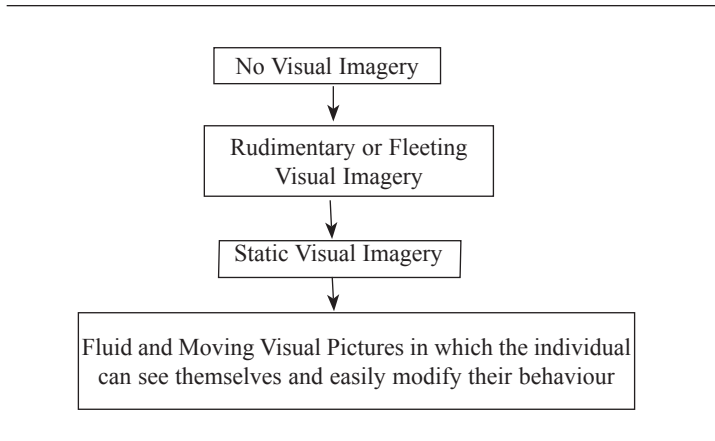 No Visual Imagery
Rudimentary or Fleeting
Visual Imagery
Static Visual Imagery
Fluid and Moving Visual Pictures in which the individual
can see themselves and easily modify their behaviour